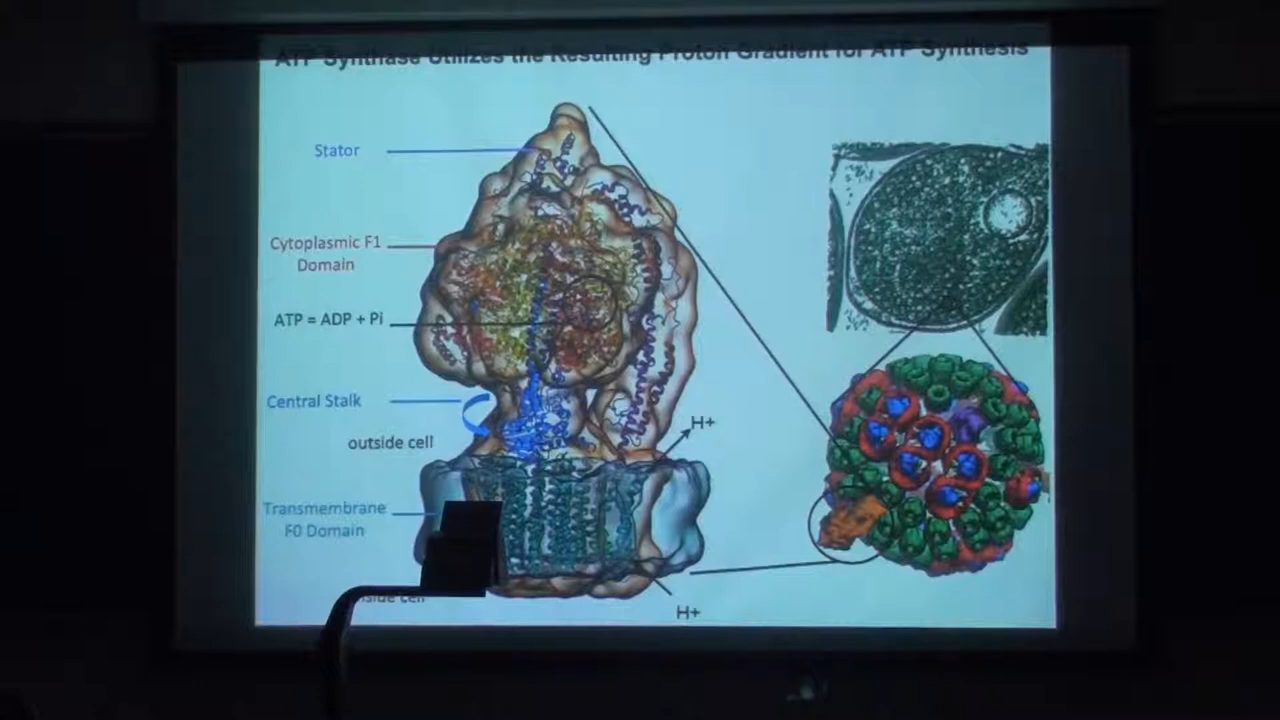 ATP Synthase Utilizes the Resulting Proton Gradient for ATP Synthesis
Stator
Cytoplasmic F1
Domain
ATP = ADP + Pi
Central Stalk
outside cell
H+
Transmembrane
F0 Domain
cell
H+